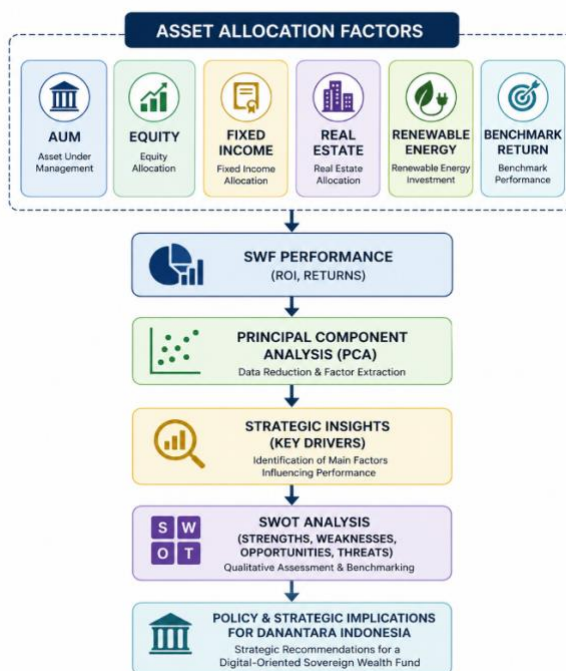 ASSET ALLOCATION FACTORS
AUM
Asset Under
Management
EQUITY
Equity
Allocation
FIXED
INCOME
Fixed Income
Allocation
REAL
ESTATE
Real Estate
Allocation
RENEWABLE
ENERGY
Renewable Energy
Investment
BENCHMARK
RETURN
Benchmark
Performance
SWF PERFORMANCE
(ROI, RETURNS)
PRINCIPAL COMPONENT
ANALYSIS (PCA)
Data Reduction & Factor Extraction
STRATEGIC INSIGHTS
(KEY DRIVERS)
Identification of Main Factors
Influencing Performance
S W
O T
SWOT ANALYSIS
(STRENGTHS, WEAKNESSES,
OPPORTUNITIES, THREATS)
Qualitative Assessment & Benchmarking
POLICY & STRATEGIC IMPLICATIONS
FOR DANANTARA INDONESIA
Strategic Recommendations for a
Digital-Oriented Sovereign Wealth Fund